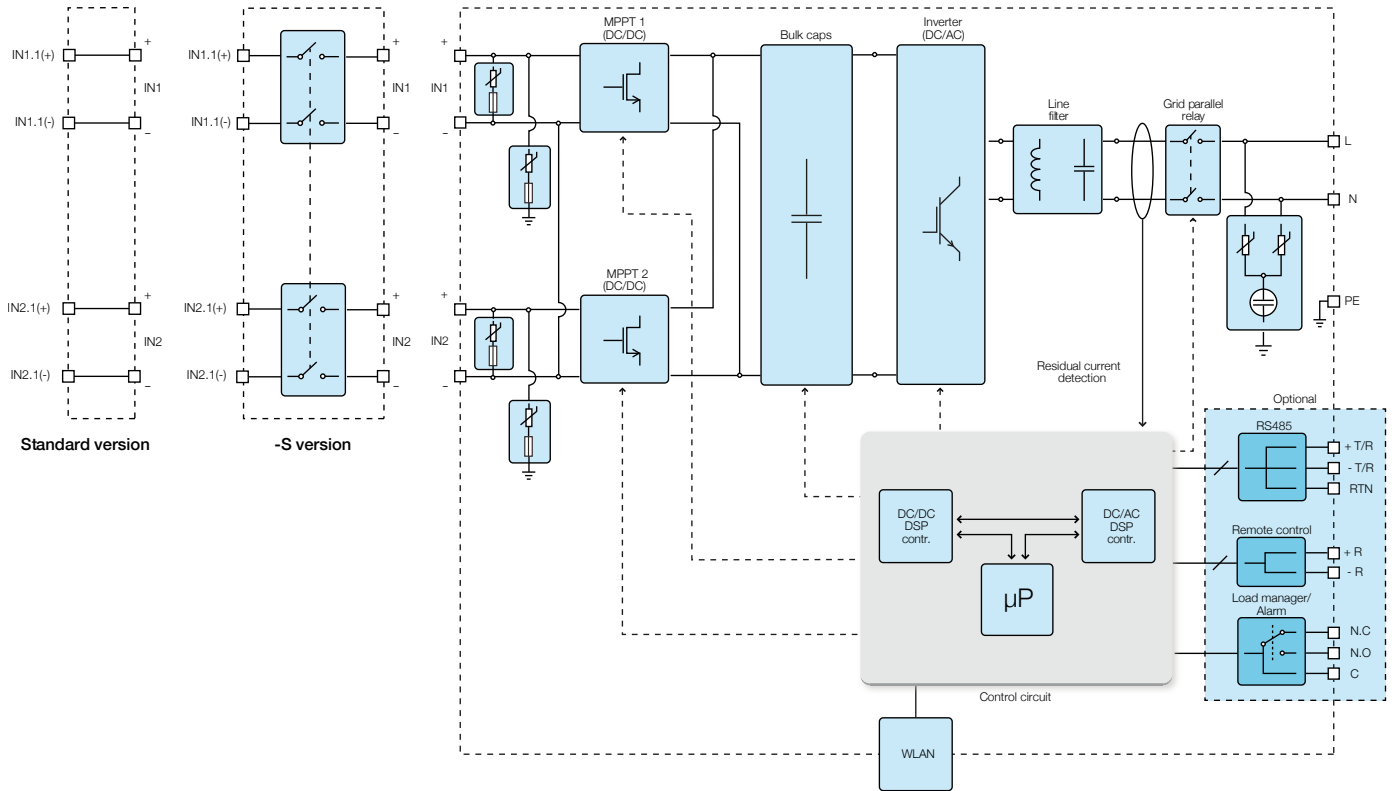 IN1.1(+)
+
IN1
IN1.1(-)
_
IN2.1(+)
+
IN2
IN2.1(-)
_
Standard version
IN1.1(+)
+
IN1
IN1.1(-)
_
IN2.1(+)
+
IN2
IN2.1(-)
_
-S version
+
IN1
_
+
IN2
_
MPPT 1
(DC/DC)
MPPT 2
(DC/DC)
Bulk caps
Inverter
(DC/AC)
Line
filter
Grid parallel
relay
L
N
PE
Residual current
detection
DC/DC
DSP
contr.
DC/AC
DSP
contr.
µP
Control circuit
WLAN
Optional
RS485
+ T/R
- T/R
RTN
Remote control
+ R
- R
Load manager/
Alarm
N.C
N.O
C